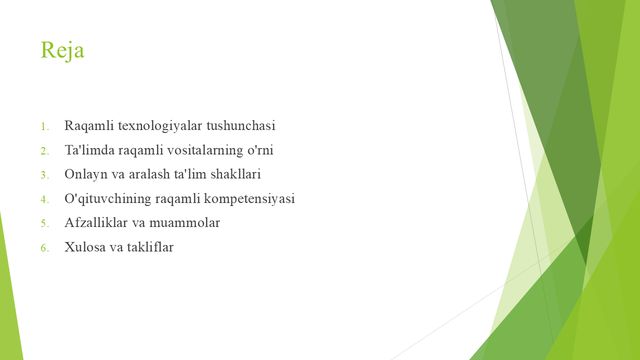 Reja
1. Raqamli texnologiyalar tushunchasi
2. Ta'limda raqamli vositalarning o'rni
3. Onlayn va aralash ta'lim shakllari
4. O'qituvchining raqamli kompetensiyasi
5. Afzalliklar va muammolar
6. Xulosa va takliflar